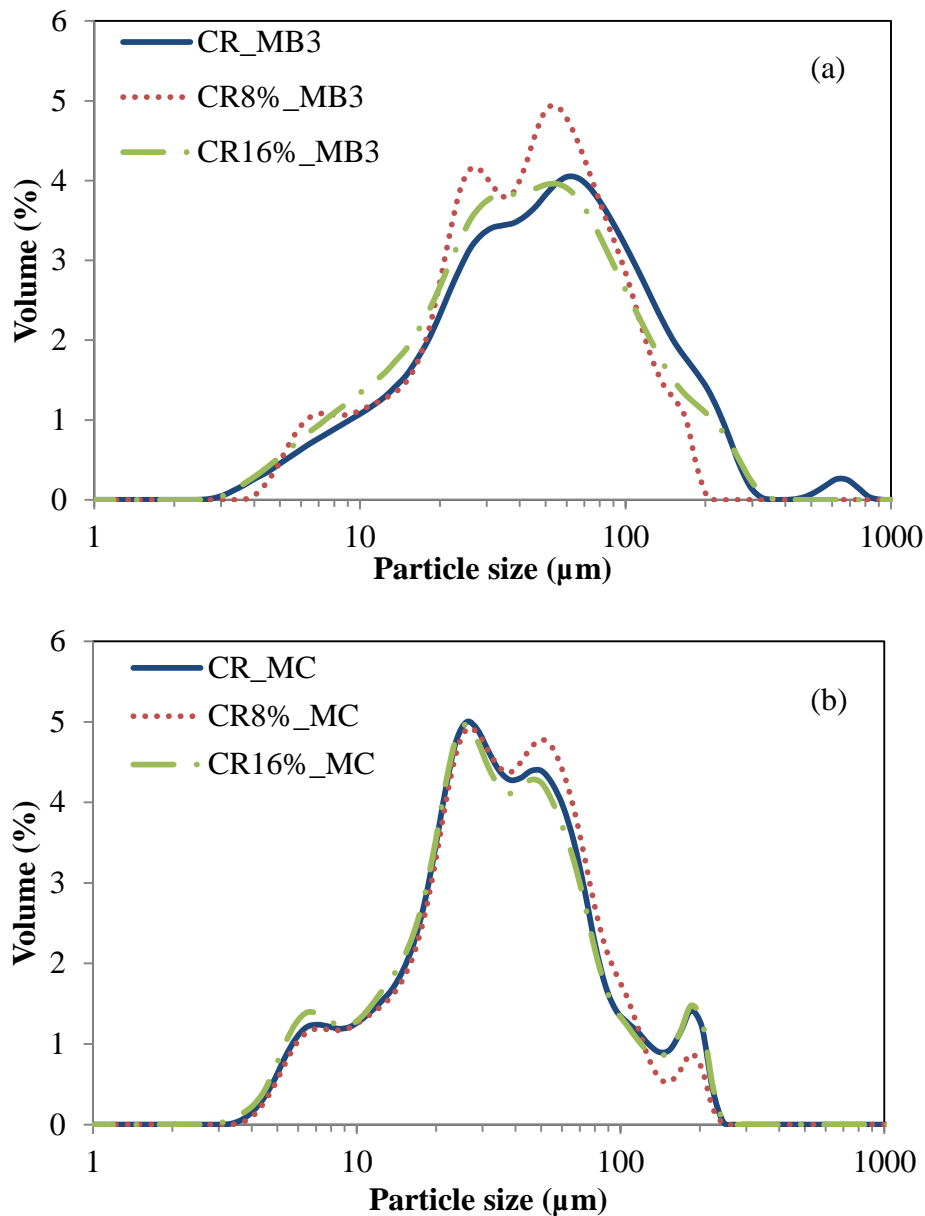 6
5
4
3
2
1
0
Volume (%)
CR_MB3
CR8%_MB3
CR16%_MB3
(a)
1 10 100 1000
Particle size (µm)
6
5
4
3
2
1
0
Volume (%)
CR_MC
CR8%_MC
CR16%_MC
(b)
1 10 100 1000
Particle size (µm)